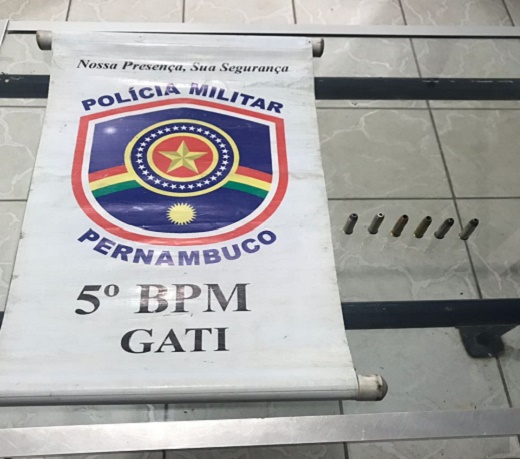 Nossa Presença, Sua Segurança
POLÍCIA MILITAR
PERNAMBUCO
5º BPM
GATI